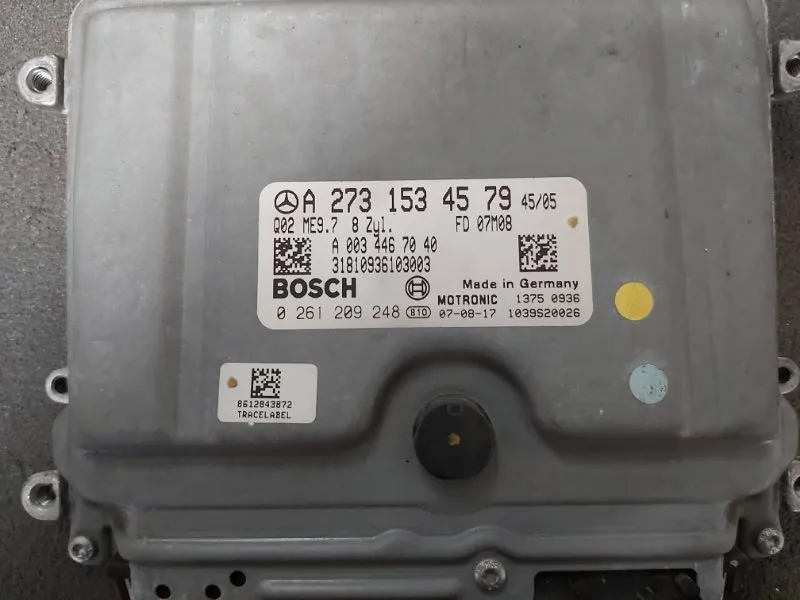 A 273 153 45 79 45/05
Q02 ME9.7 8 Zyl. FD 07M08
A 003 446 70 40
31810936103003
BOSCH Made in Germany
MOTRONIC 1375 0936
0 261 209 248 B10 07-08-17 1039S20026
8612843872
TRACELABEL